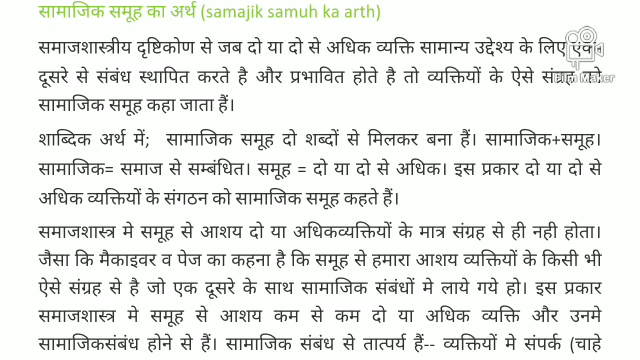 सामाजिक समूह का अर्थ (samajik samuh ka arth)
समाजशास्त्रीय दृष्टिकोण से जब दो या दो से अधिक व्यक्ति सामान्य उद्देश्य के लिए एक
दूसरे से संबंध स्थापित करते है और प्रभावित होते है तो व्यक्तियों के ऐसे संग्रह को
Film Maker
सामाजिक समूह कहा जाता हैं।
शाब्दिक अर्थ में; सामाजिक समूह दो शब्दों से मिलकर बना हैं। सामाजिक+समूह।
सामाजिक= समाज से सम्बंधित। समूह = दो या दो से अधिक। इस प्रकार दो या दो से
अधिक व्यक्तियों के संगठन को सामाजिक समूह कहते हैं।
समाजशास्त्र मे समूह से आशय दो या अधिकव्यक्तियों के मात्र संग्रह से ही नही होता।
जैसा कि मैकाइवर व पेज का कहना है कि समूह से हमारा आशय व्यक्तियों के किसी भी
ऐसे संग्रह से है जो एक दूसरे के साथ सामाजिक संबंधों मे लाये गये हो। इस प्रकार
समाजशास्त्र मे समूह से आशय कम से कम दो या अधिक व्यक्ति और उनमे
सामाजिकसंबंध होने से हैं। सामाजिक संबंध से तात्पर्य हैं-- व्यक्तियों मे संपर्क (चाहे